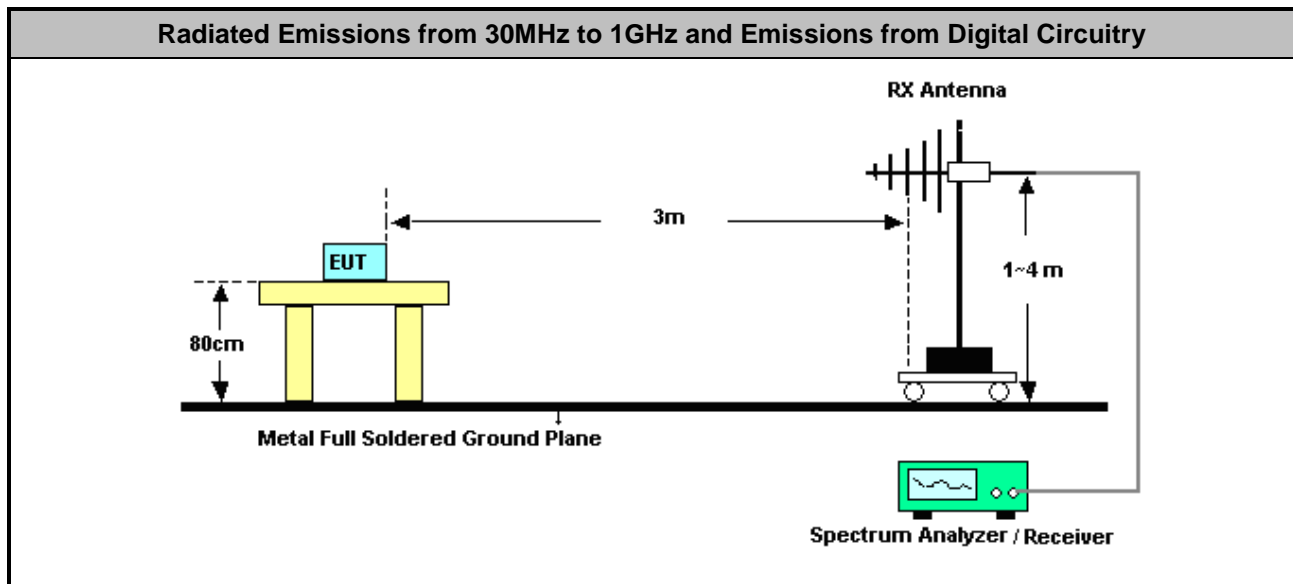 Radiated Emissions from 30MHz to 1GHz and Emissions from Digital Circuitry
RX Antenna
3m
EUT
1~4 m
80cm
Metal Full Soldered Ground Plane
Spectrum Analyzer / Receiver